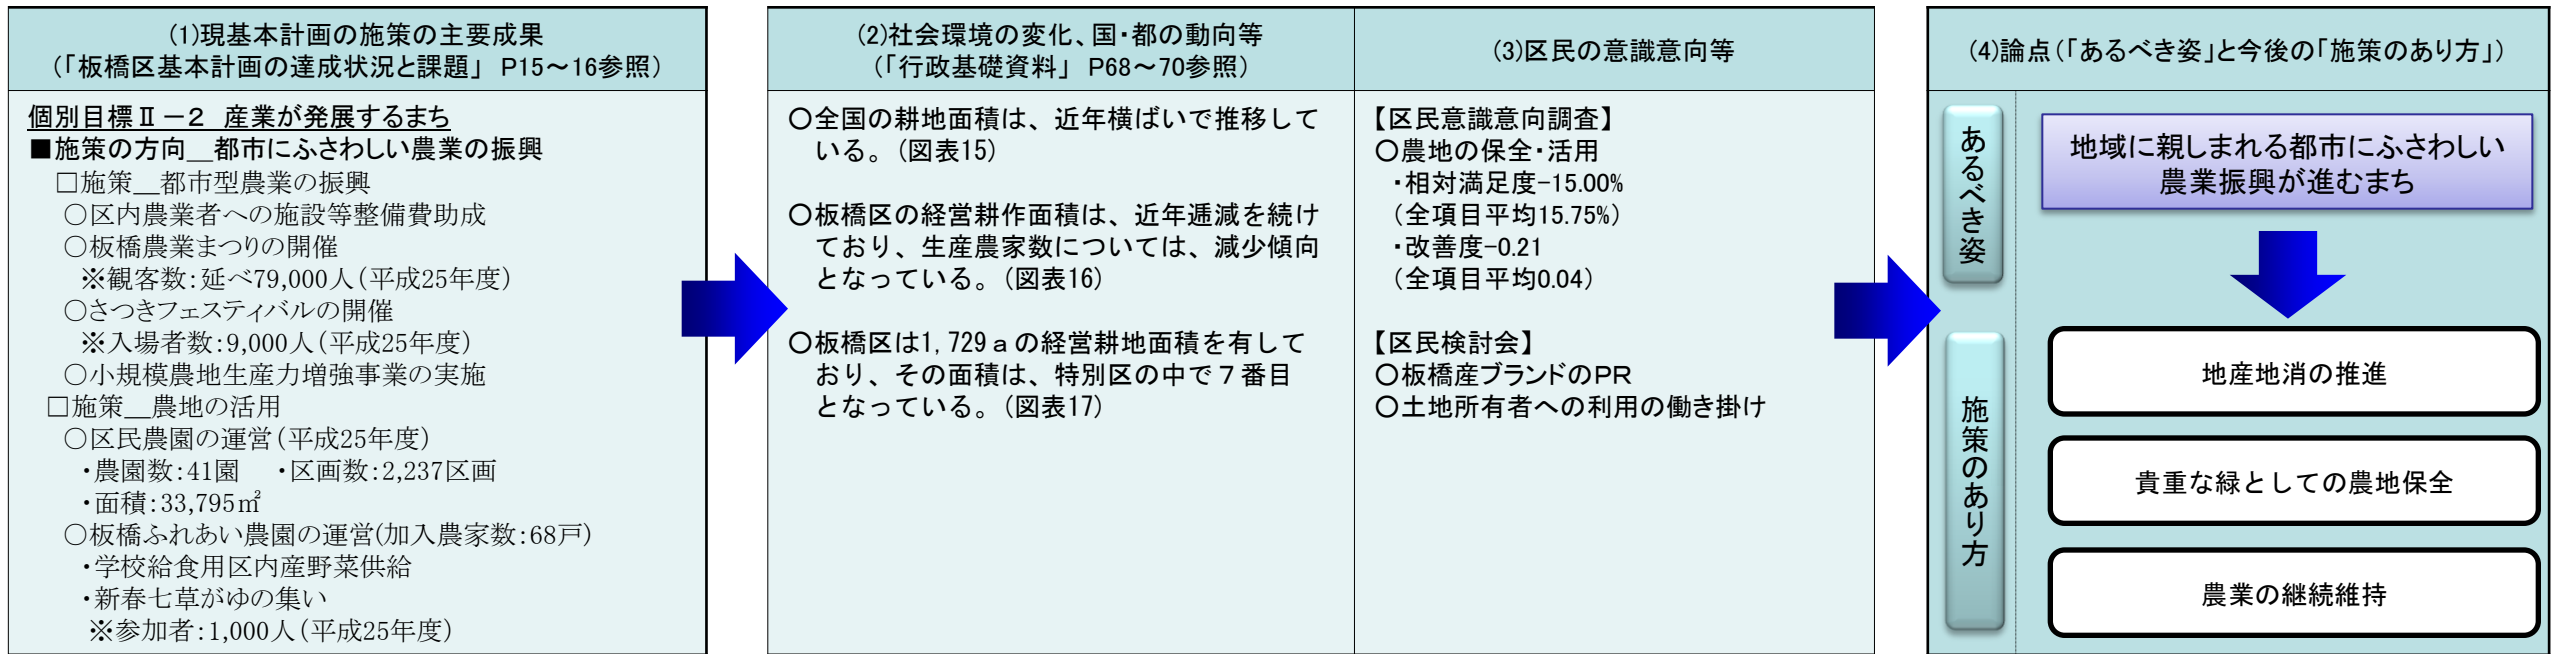 (1)現基本計画の施策の主要成果
(「板橋区基本計画の達成状況と課題」 P15～16参照)
個別目標Ⅱ－２ 産業が発展するまち
■施策の方向__都市にふさわしい農業の振興
□施策__都市型農業の振興
○区内農業者への施設等整備費助成
○板橋農業まつりの開催
※観客数:延べ79,000人(平成25年度)
○さつきフェスティバルの開催
※入場者数:9,000人(平成25年度)
○小規模農地生産力増強事業の実施
□施策__農地の活用
○区民農園の運営(平成25年度)
・農園数:41園 ・区画数:2,237区画
・面積:33,795㎡
○板橋ふれあい農園の運営(加入農家数:68戸)
・学校給食用区内産野菜供給
・新春七草がゆの集い
※参加者:1,000人(平成25年度)
(2)社会環境の変化、国・都の動向等
(「行政基礎資料」 P68～70参照)
○全国の耕地面積は、近年横ばいで推移して
いる。(図表15)
○板橋区の経営耕作面積は、近年逓減を続け
ており、生産農家数については、減少傾向
となっている。(図表16)
○板橋区は1,729ａの経営耕地面積を有して
おり、その面積は、特別区の中で７番目
となっている。(図表17)
(3)区民の意識意向等
【区民意識意向調査】
○農地の保全・活用
・相対満足度-15.00%
(全項目平均15.75%)
・改善度-0.21
(全項目平均0.04)
【区民検討会】
○板橋産ブランドのPR
○土地所有者への利用の働き掛け
(4)論点(「あるべき姿」と今後の「施策のあり方」)
あるべき姿
地域に親しまれる都市にふさわしい
農業振興が進むまち
施策のあり方
地産地消の推進
貴重な緑としての農地保全
農業の継続維持